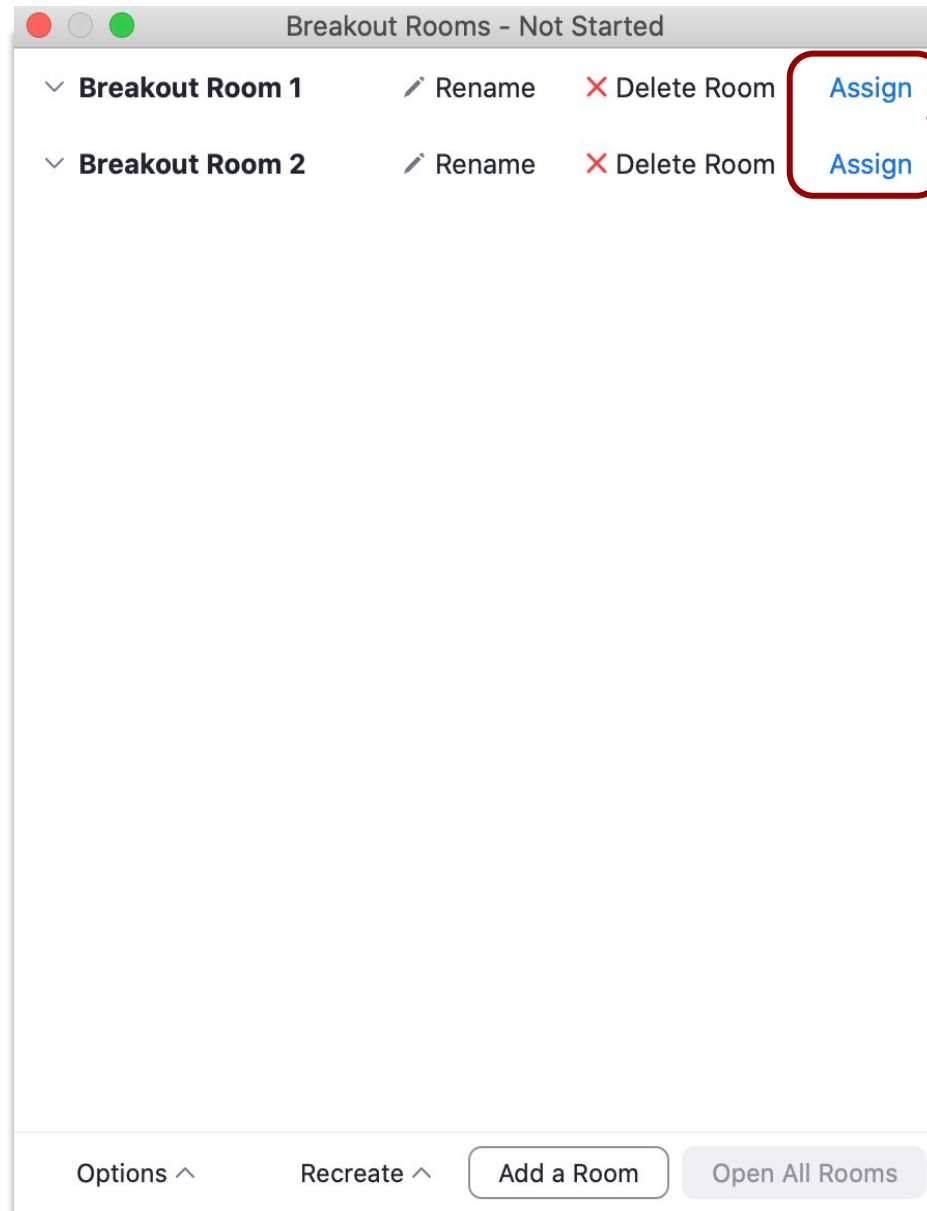 Breakout Rooms - Not Started
Breakout Room 1 Rename Delete Room Assign
Breakout Room 2 Rename Delete Room Assign
Options Recreate Add a Room Open All Rooms